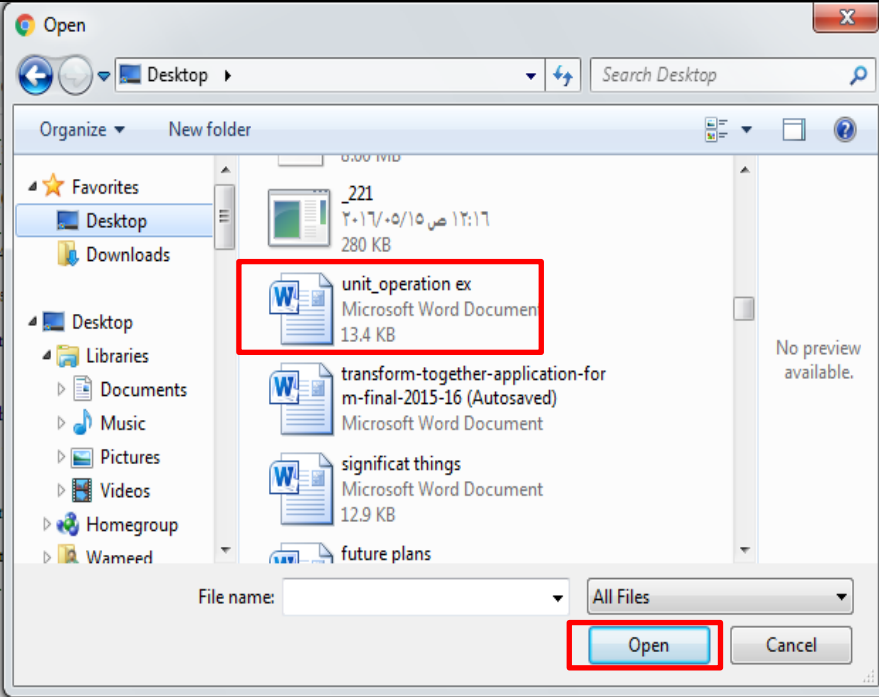 Open
Desktop
Search Desktop
Organize
New folder
Favorites
Desktop
Downloads
Desktop
Libraries
Documents
Music
Pictures
Videos
Homegroup
Wameed
8.00 MB
_221
١٢:١٦ ص ٢٠١٦/٠٥/١٥
280 KB
unit_operation ex
Microsoft Word Document
13.4 KB
transform-together-application-for
m-final-2015-16 (Autosaved)
Microsoft Word Document
significat things
Microsoft Word Document
12.9 KB
future plans
No preview
available.
File name:
All Files
Open
Cancel